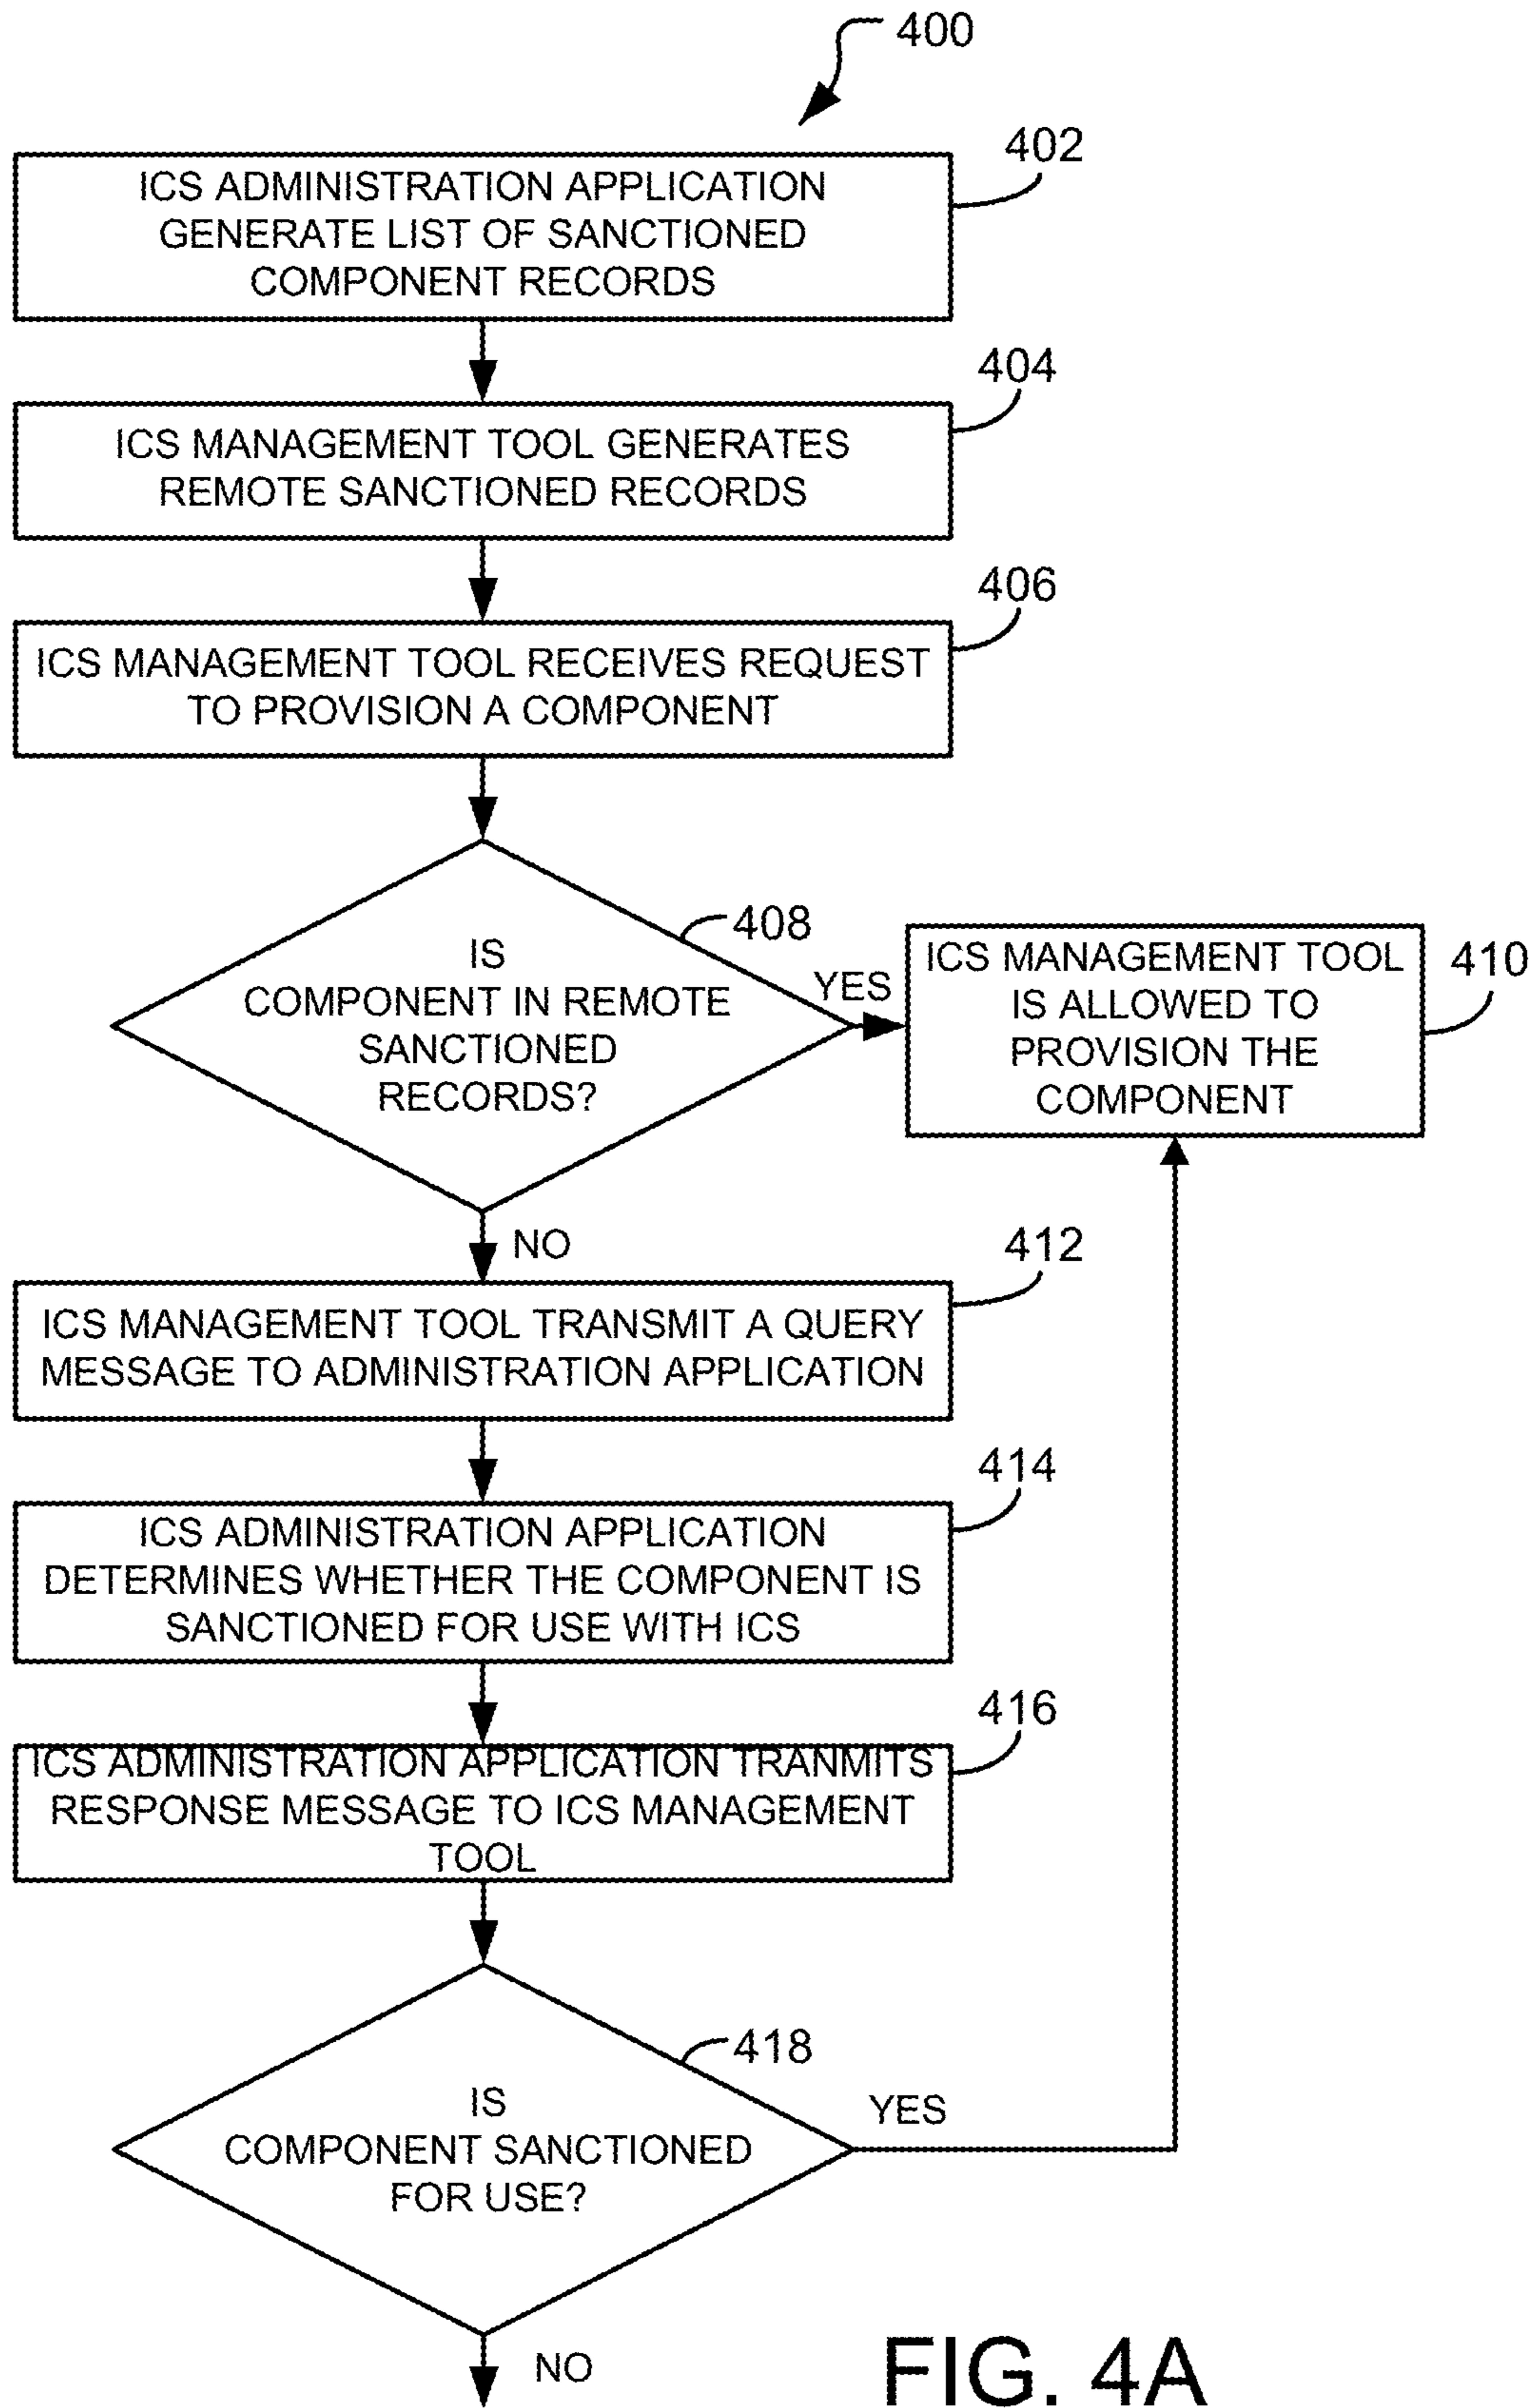 400
402
ICS ADMINISTRATION APPLICATION
GENERATE LIST OF SANCTIONED
COMPONENT RECORDS
404
ICS MANAGEMENT TOOL GENERATES
REMOTE SANCTIONED RECORDS
406
ICS MANAGEMENT TOOL RECEIVES REQUEST
TO PROVISION A COMPONENT
408
IS
COMPONENT IN REMOTE
SANCTIONED
RECORDS?
YES
410
ICS MANAGEMENT TOOL
IS ALLOWED TO
PROVISION THE
COMPONENT
NO
412
ICS MANAGEMENT TOOL TRANSMIT A QUERY
MESSAGE TO ADMINISTRATION APPLICATION
414
ICS ADMINISTRATION APPLICATION
DETERMINES WHETHER THE COMPONENT IS
SANCTIONED FOR USE WITH ICS
416
ICS ADMINISTRATION APPLICATION TRANMITS
RESPONSE MESSAGE TO ICS MANAGEMENT
TOOL
418
IS
COMPONENT SANCTIONED
FOR USE?
YES
NO
FIG. 4A